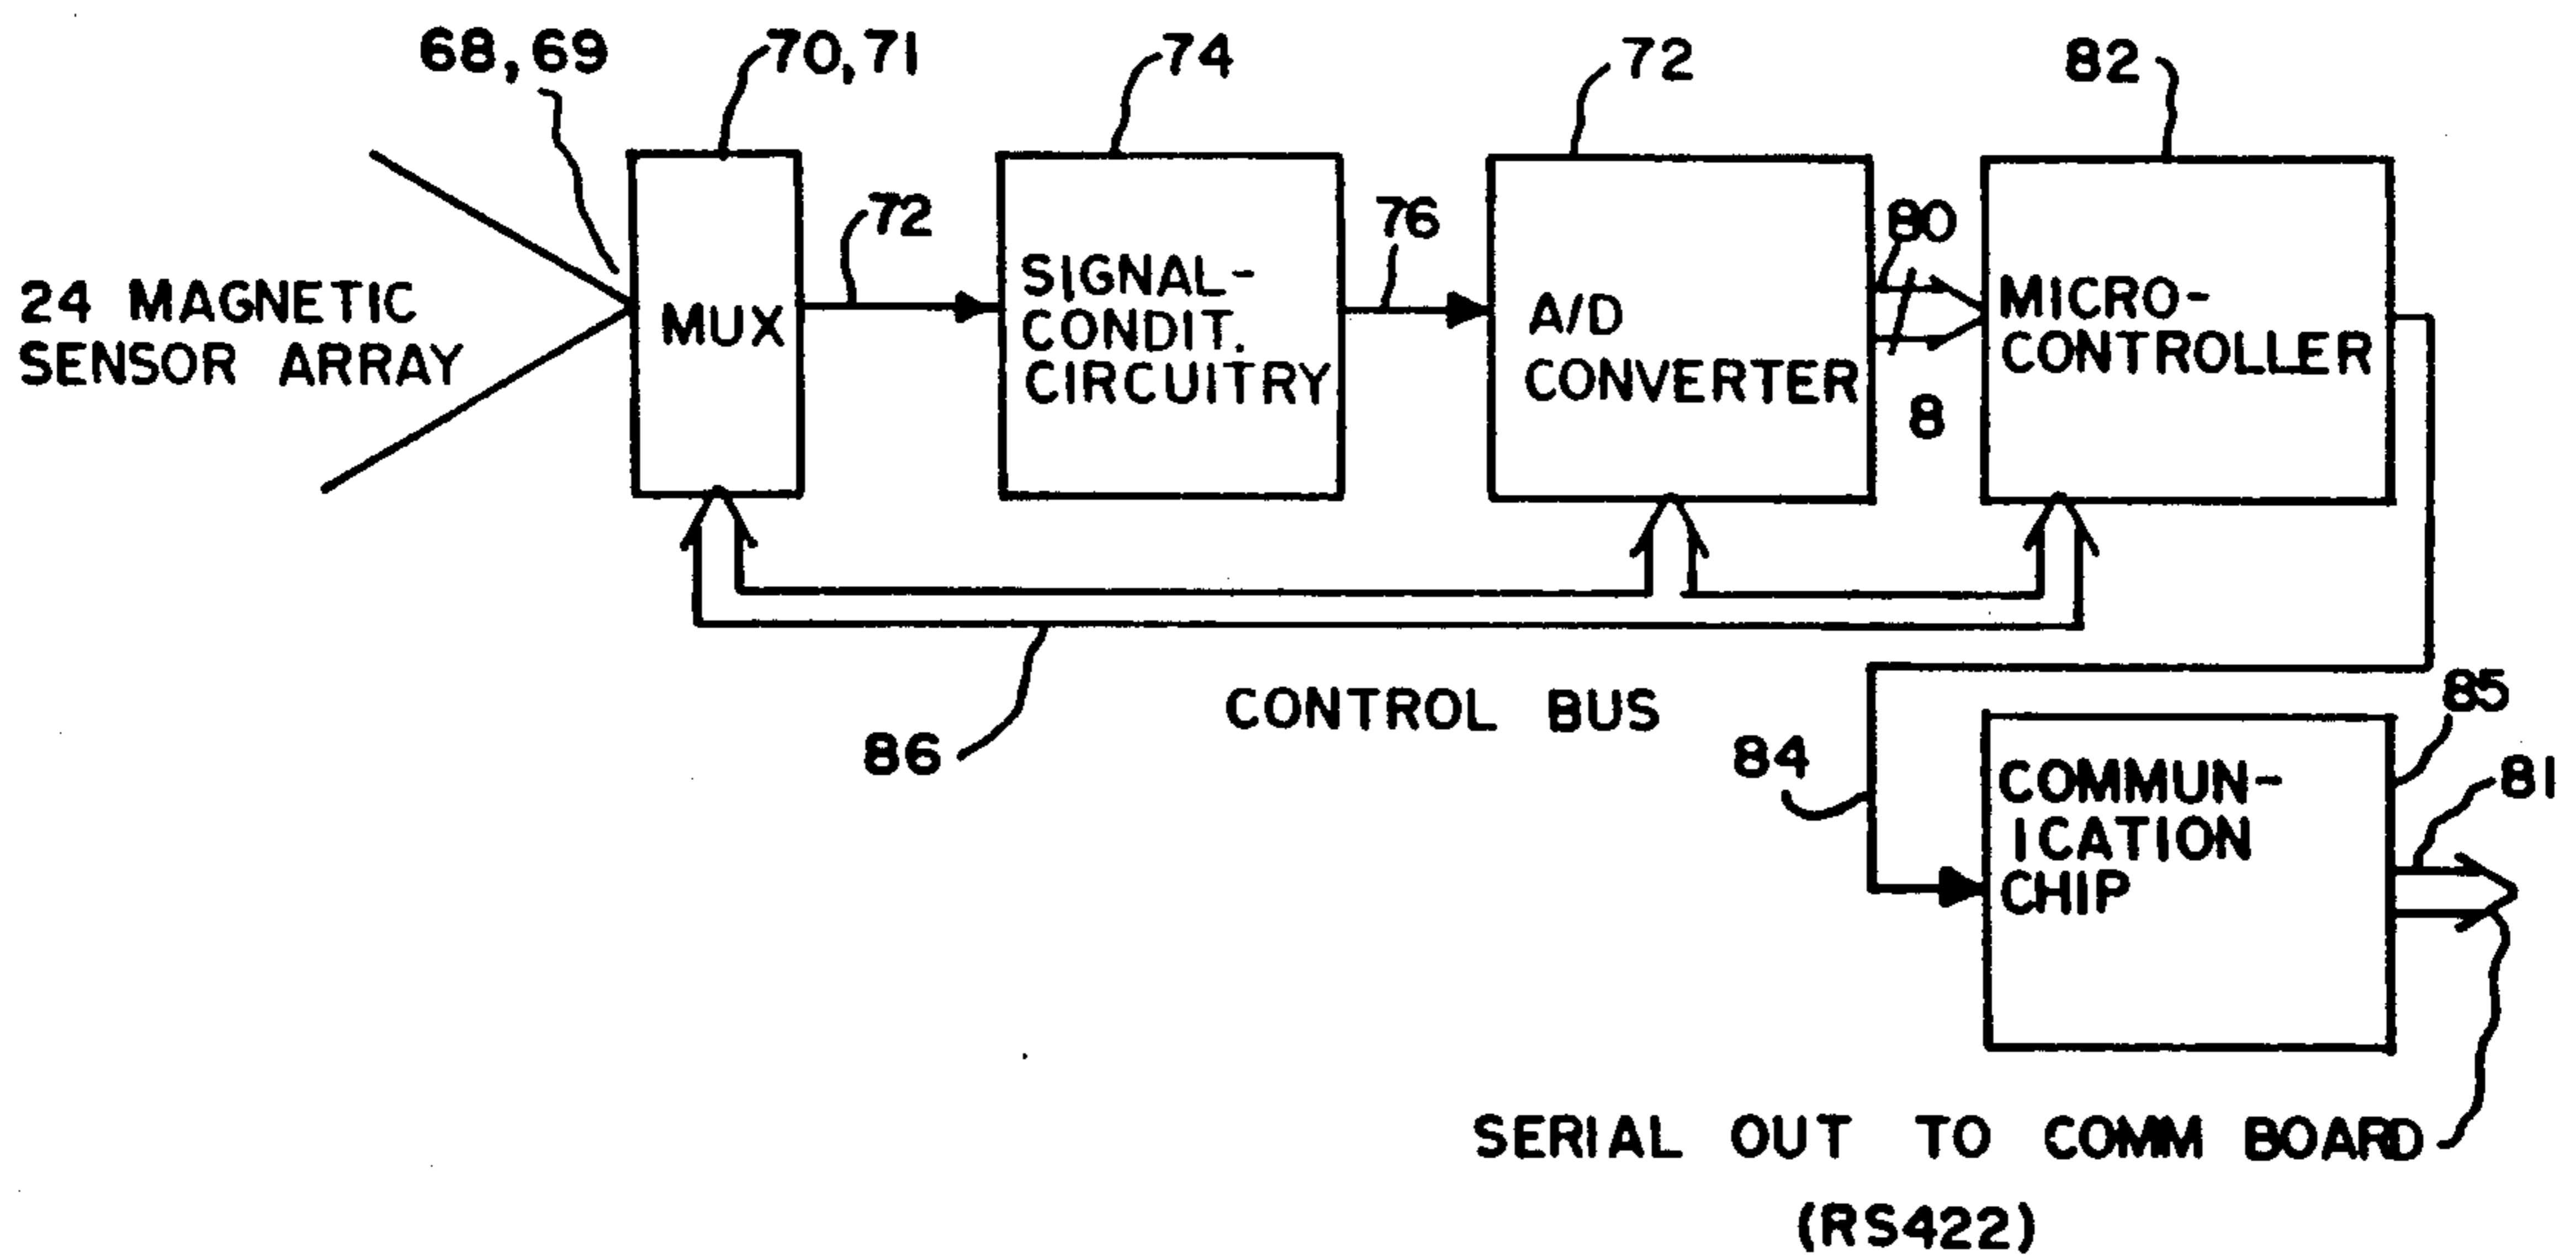 68,69
70,71
74
72
82
24 MAGNETIC
SENSOR ARRAY
MUX
72
SIGNAL-
CONDIT.
CIRCUITRY
76
A/D
CONVERTER
80
8
MICRO-
CONTROLLER
CONTROL BUS
86
84
COMMUN-
ICATION
CHIP
85
81
SERIAL OUT TO COMM BOARD
(RS422)